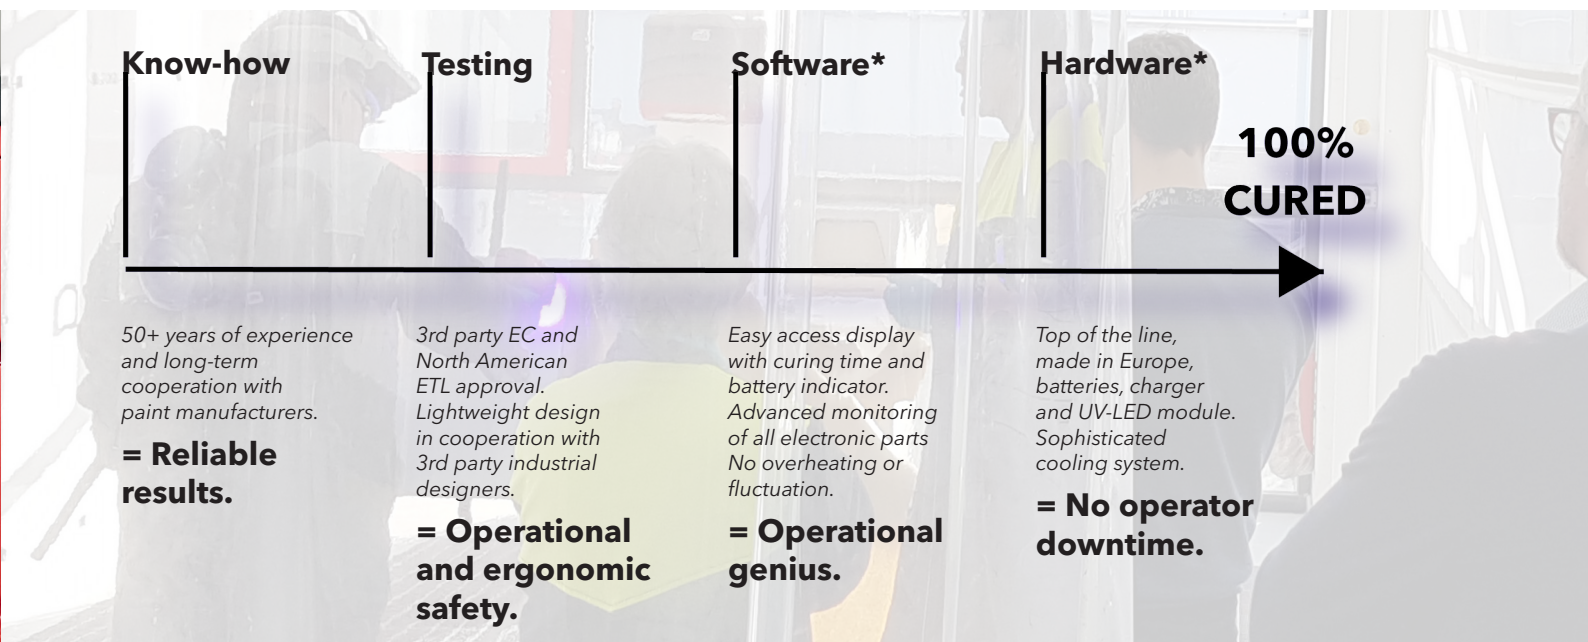 Know-how
Testing
Software*
Hardware*
100%
CURED
50+ years of experience
and long-term
cooperation with
paint manufacturers.
= Reliable
results.
3rd party EC and
North American
ETL approval.
Lightweight design
in cooperation with
3rd party industrial
designers.
= Operational
and ergonomic
safety.
Easy access display
with curing time and
battery indicator.
Advanced monitoring
of all electronic parts
No overheating or
fluctuation.
= Operational
genius.
Top of the line,
made in Europe,
batteries, charger
and UV-LED module.
Sophisticated
cooling system.
= No operator
downtime.